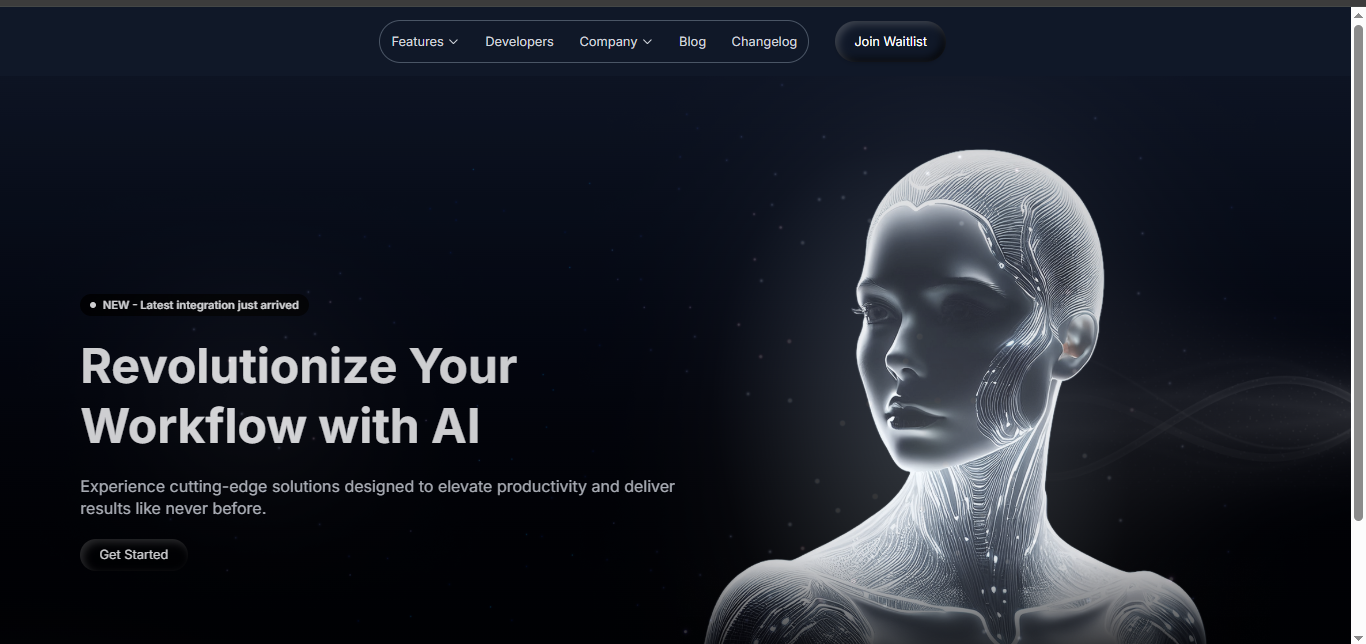 Features Developers Company Blog Changelog Join Waitlist
NEW - Latest integration just arrived
Revolutionize Your
Workflow with AI
Experience cutting-edge solutions designed to elevate productivity and deliver
results like never before.
Get Started